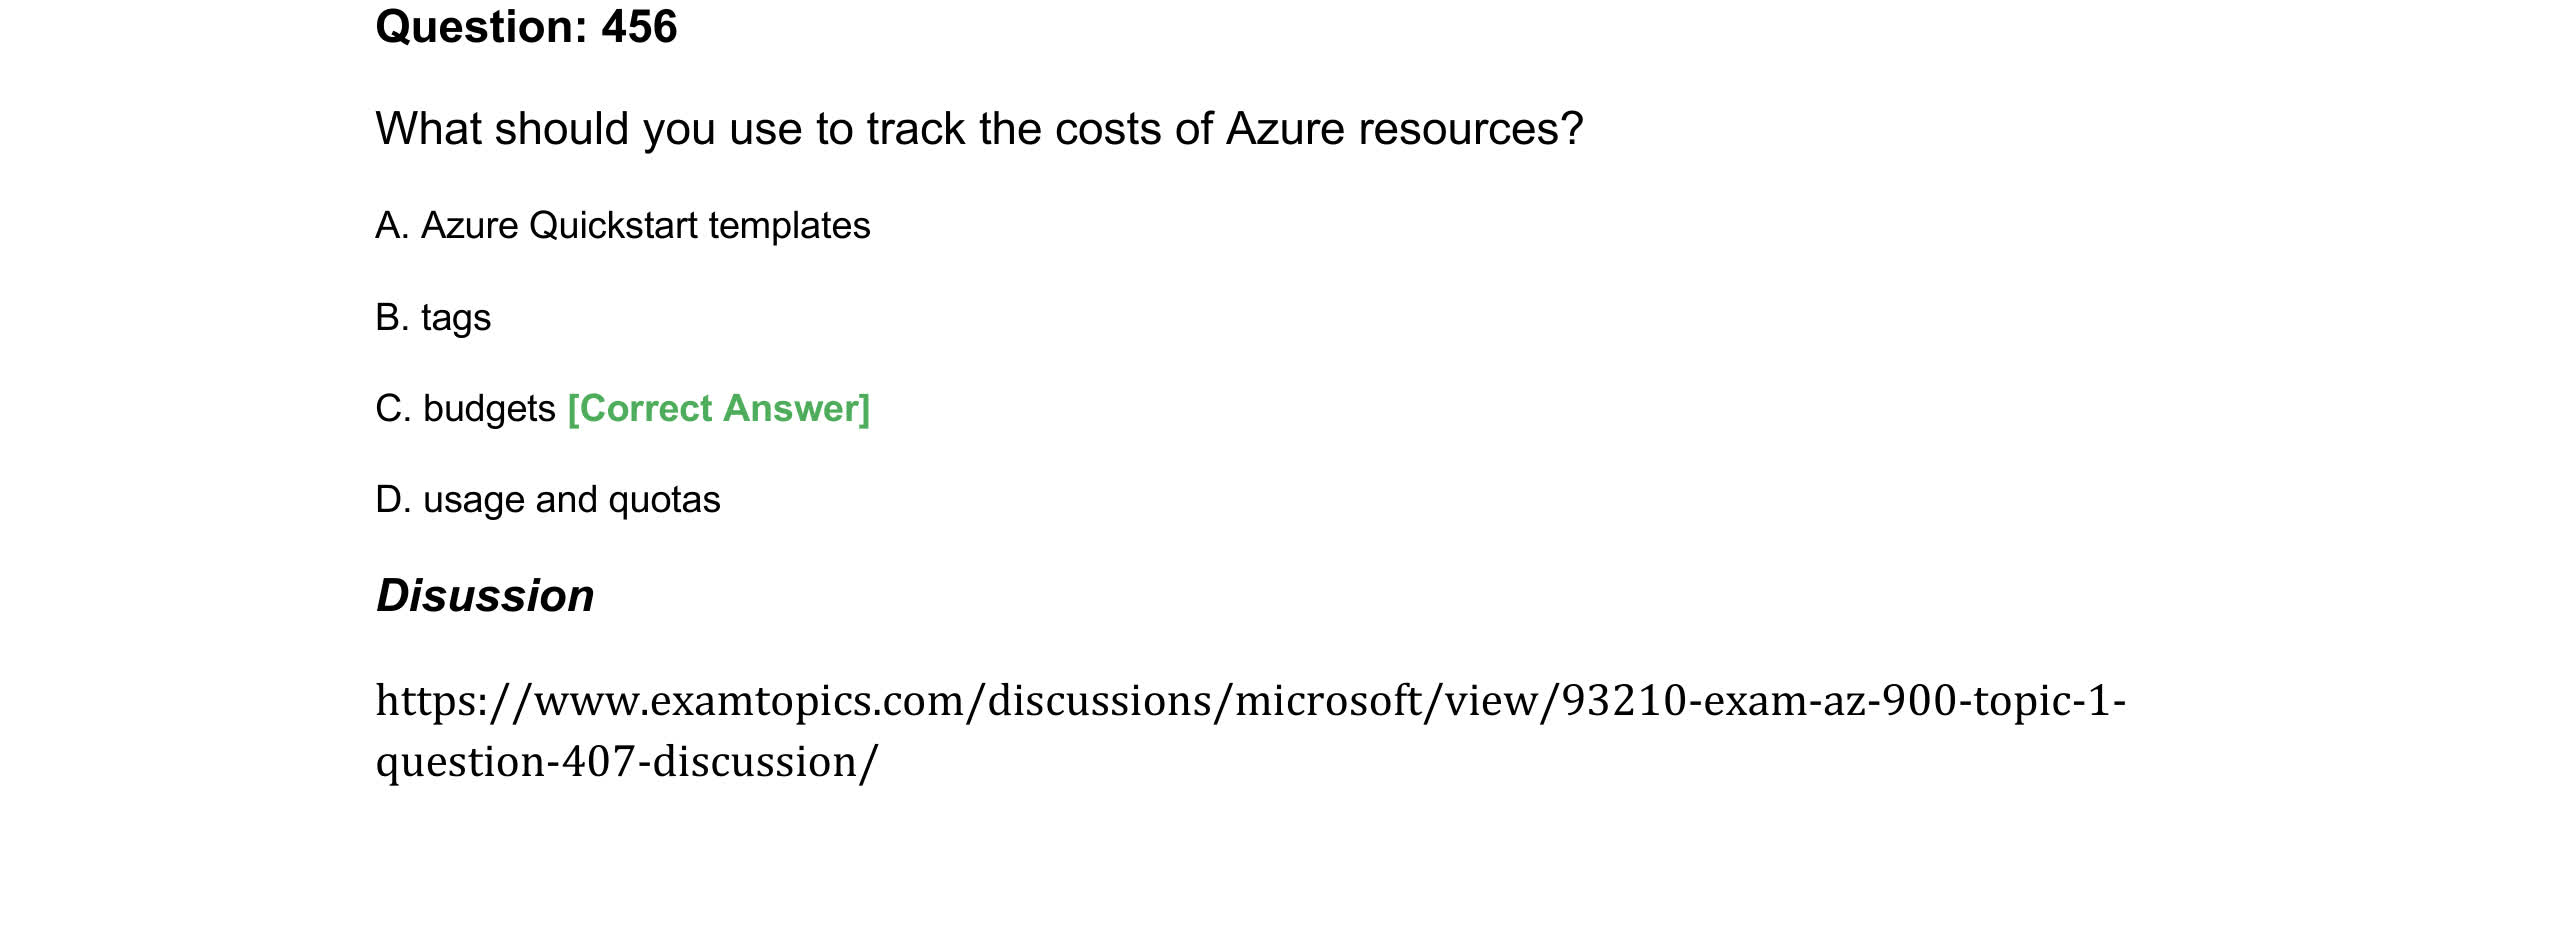 Question: 456
What should you use to track the costs of Azure resources?
A. Azure Quickstart templates
B. tags
C. budgets [Correct Answer]
D. usage and quotas
Disussion
https://www.examtopics.com/discussions/microsoft/view/93210-exam-az-900-topic-1-
question-407-discussion/